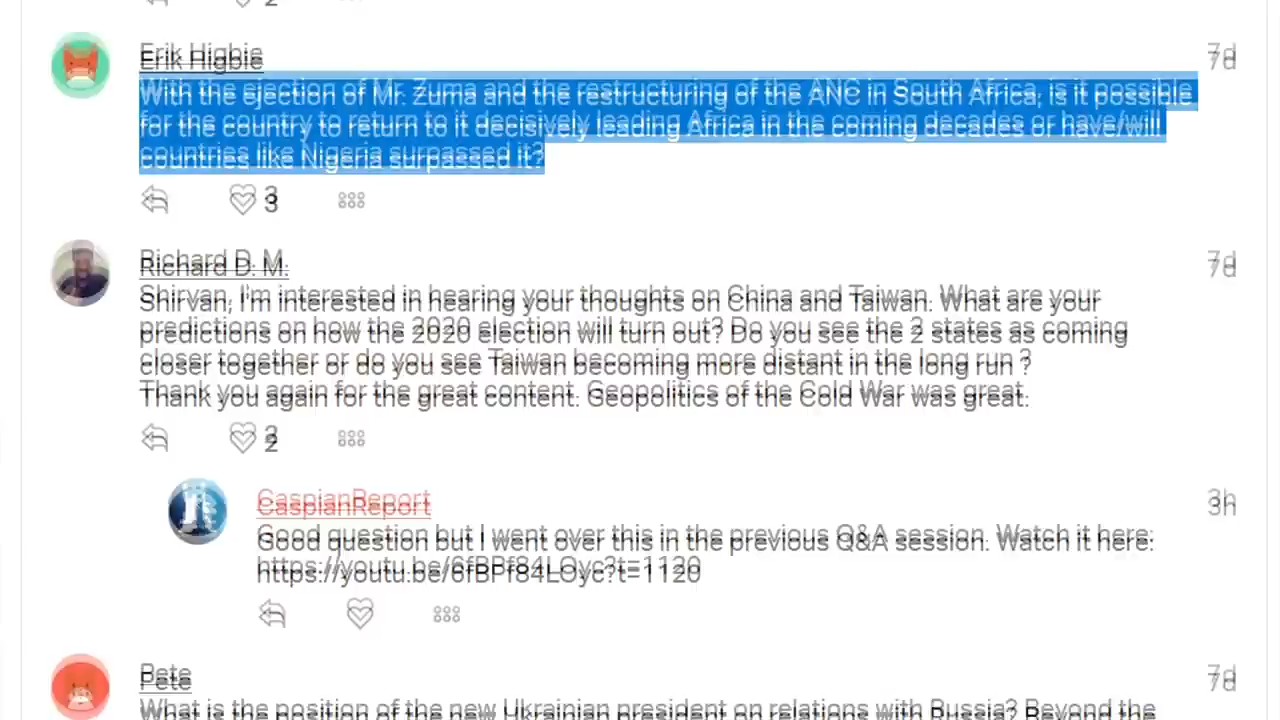 2
Erik Higbie
7d
With the ejection of Mr. Zuma and the restructuring of the ANC in South Africa, is it possible
for the country to return to it decisively leading Africa in the coming decades or have/will
countries like Nigeria surpassed it?
3
Richard D. M.
7d
Shirvan, I'm interested in hearing your thoughts on China and Taiwan. What are your
predictions on how the 2020 election will turn out? Do you see the 2 states as coming
closer together or do you see Taiwan becoming more distant in the long run ?
Thank you again for the great content. Geopolitics of the Cold War was great.
2
CaspianReport
3h
Good question but I went over this in the previous Q&A session. Watch it here:
https://youtu.be/6fBPf84LOyc?t=1120
Pete
7d
What is the position of the new Ukrainian president on relations with Russia? Beyond the